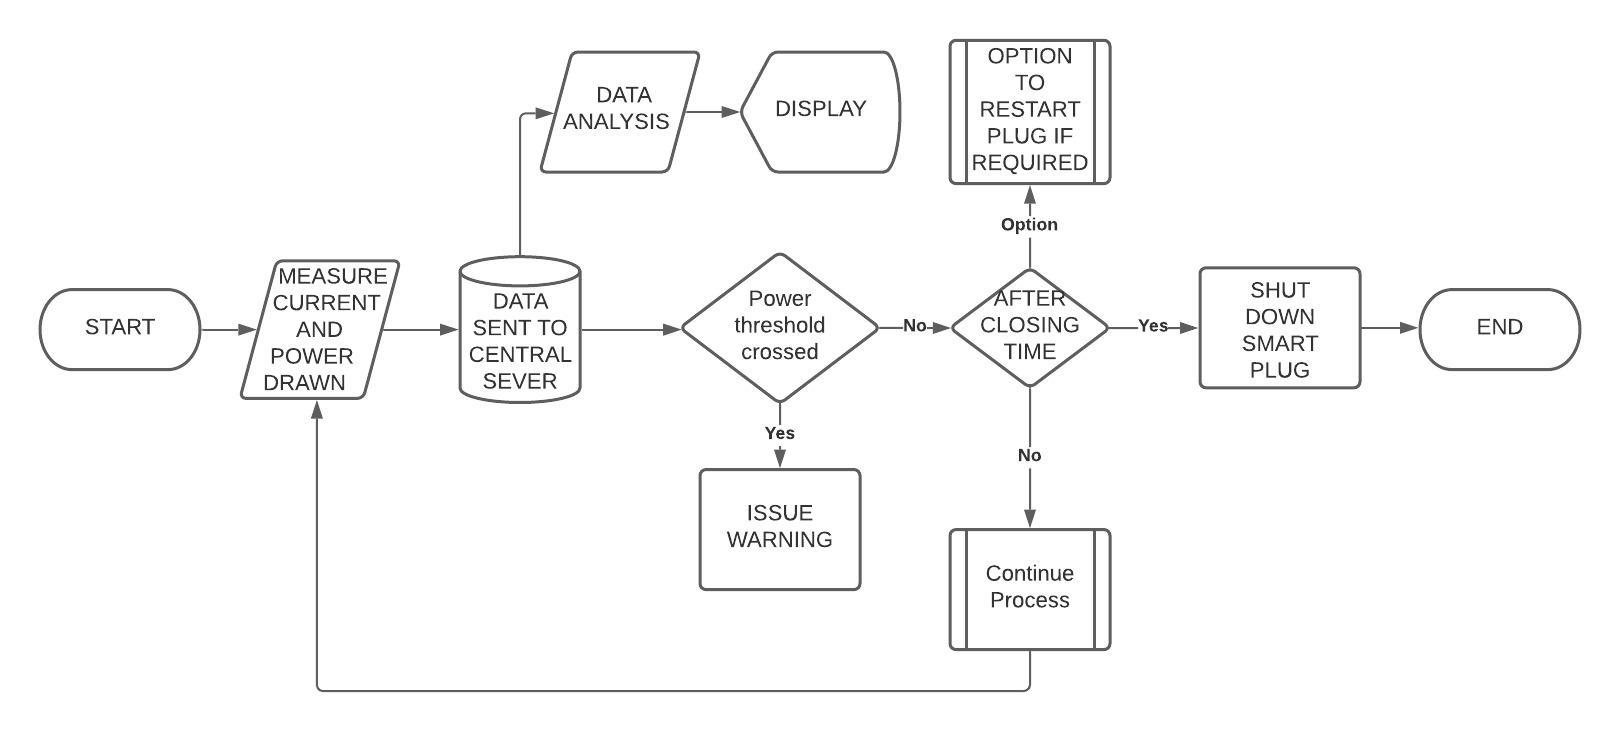 START
MEASURE
CURRENT
AND
POWER
DRAWN
DATA
SENT TO
CENTRAL
SEVER
DATA
ANALYSIS
DISPLAY
Power
threshold
crossed
Yes
ISSUE
WARNING
No
AFTER
CLOSING
TIME
Option
OPTION
TO
RESTART
PLUG IF
REQUIRED
No
Continue
Process
Yes
SHUT
DOWN
SMART
PLUG
END